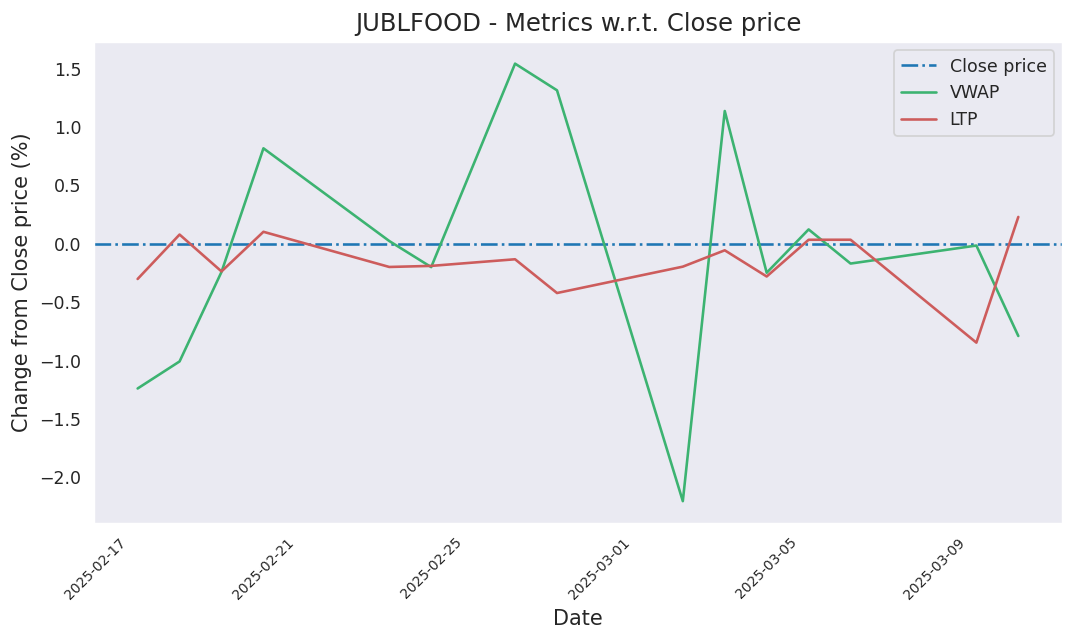 JUBLFOOD - Metrics w.r.t. Close price
Change from Close price (%)
1.5
1.0
0.5
0.0
−0.5
−1.0
−1.5
−2.0
Close price
VWAP
LTP
2025-02-17
2025-02-21
2025-02-25
2025-03-01
2025-03-05
2025-03-09
Date